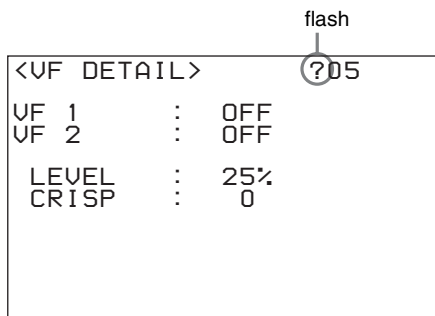 flash
<VF DETAIL> ?05
VF 1 : OFF
VF 2 : OFF
LEVEL : 25%
CRISP : 0